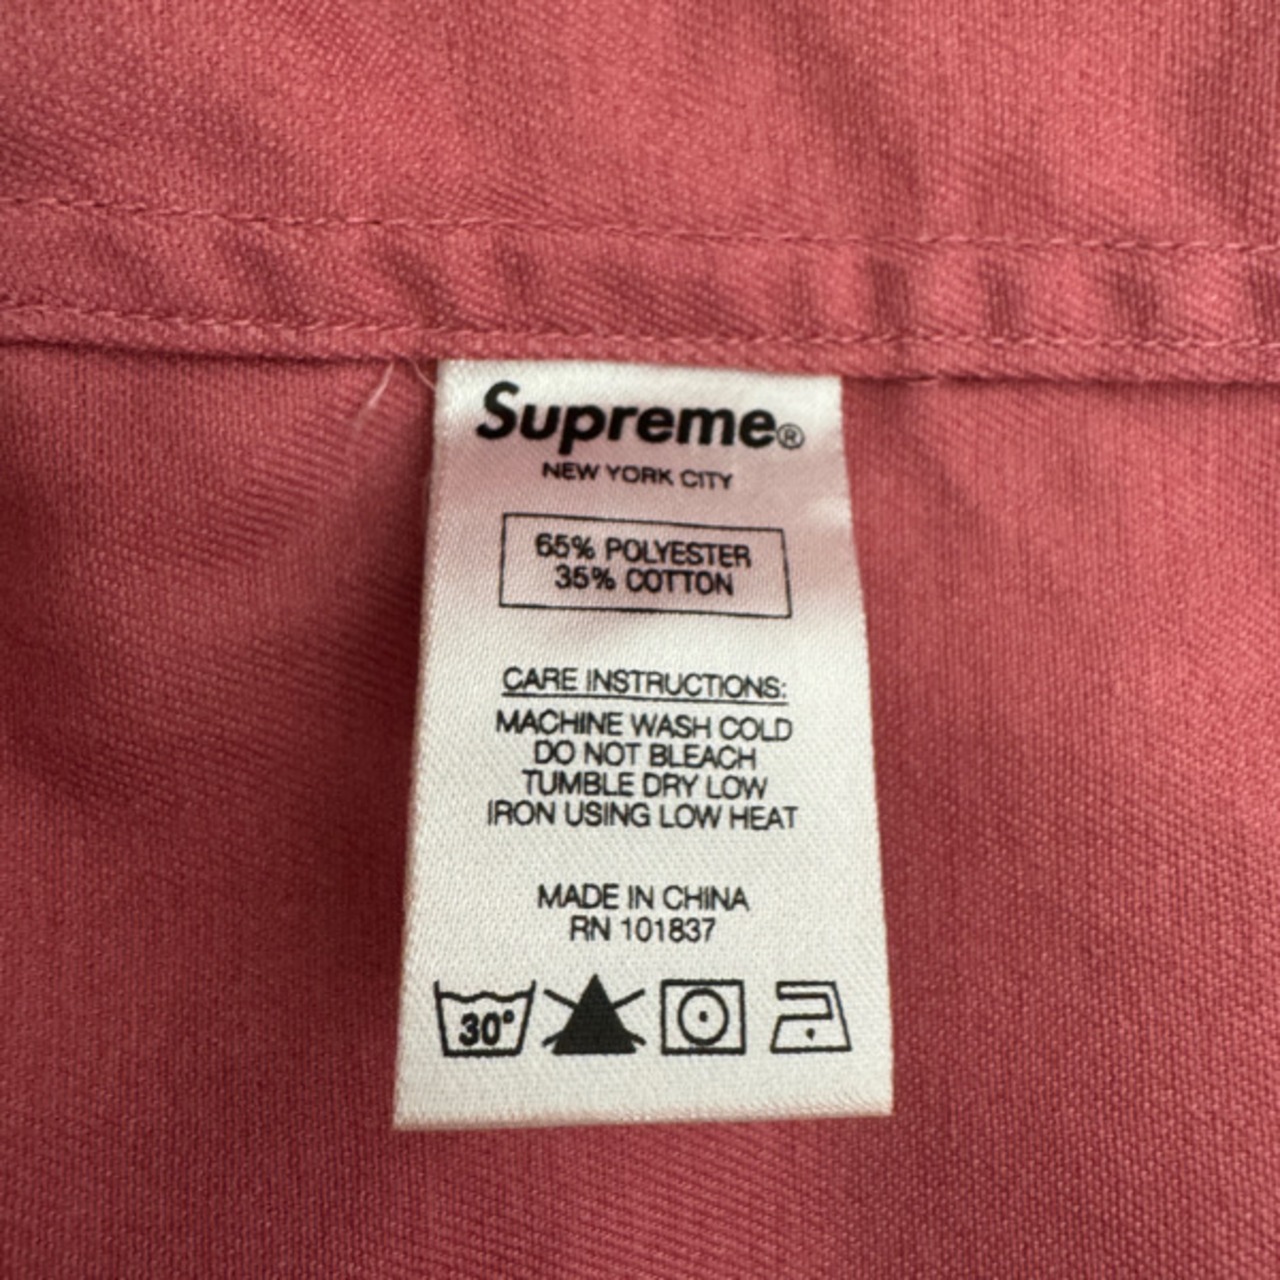 Supreme®
NEW YORK CITY
65% POLYESTER
35% COTTON
CARE INSTRUCTIONS:
MACHINE WASH COLD
DO NOT BLEACH
TUMBLE DRY LOW
IRON USING LOW HEAT
MADE IN CHINA
RN 101837
30°